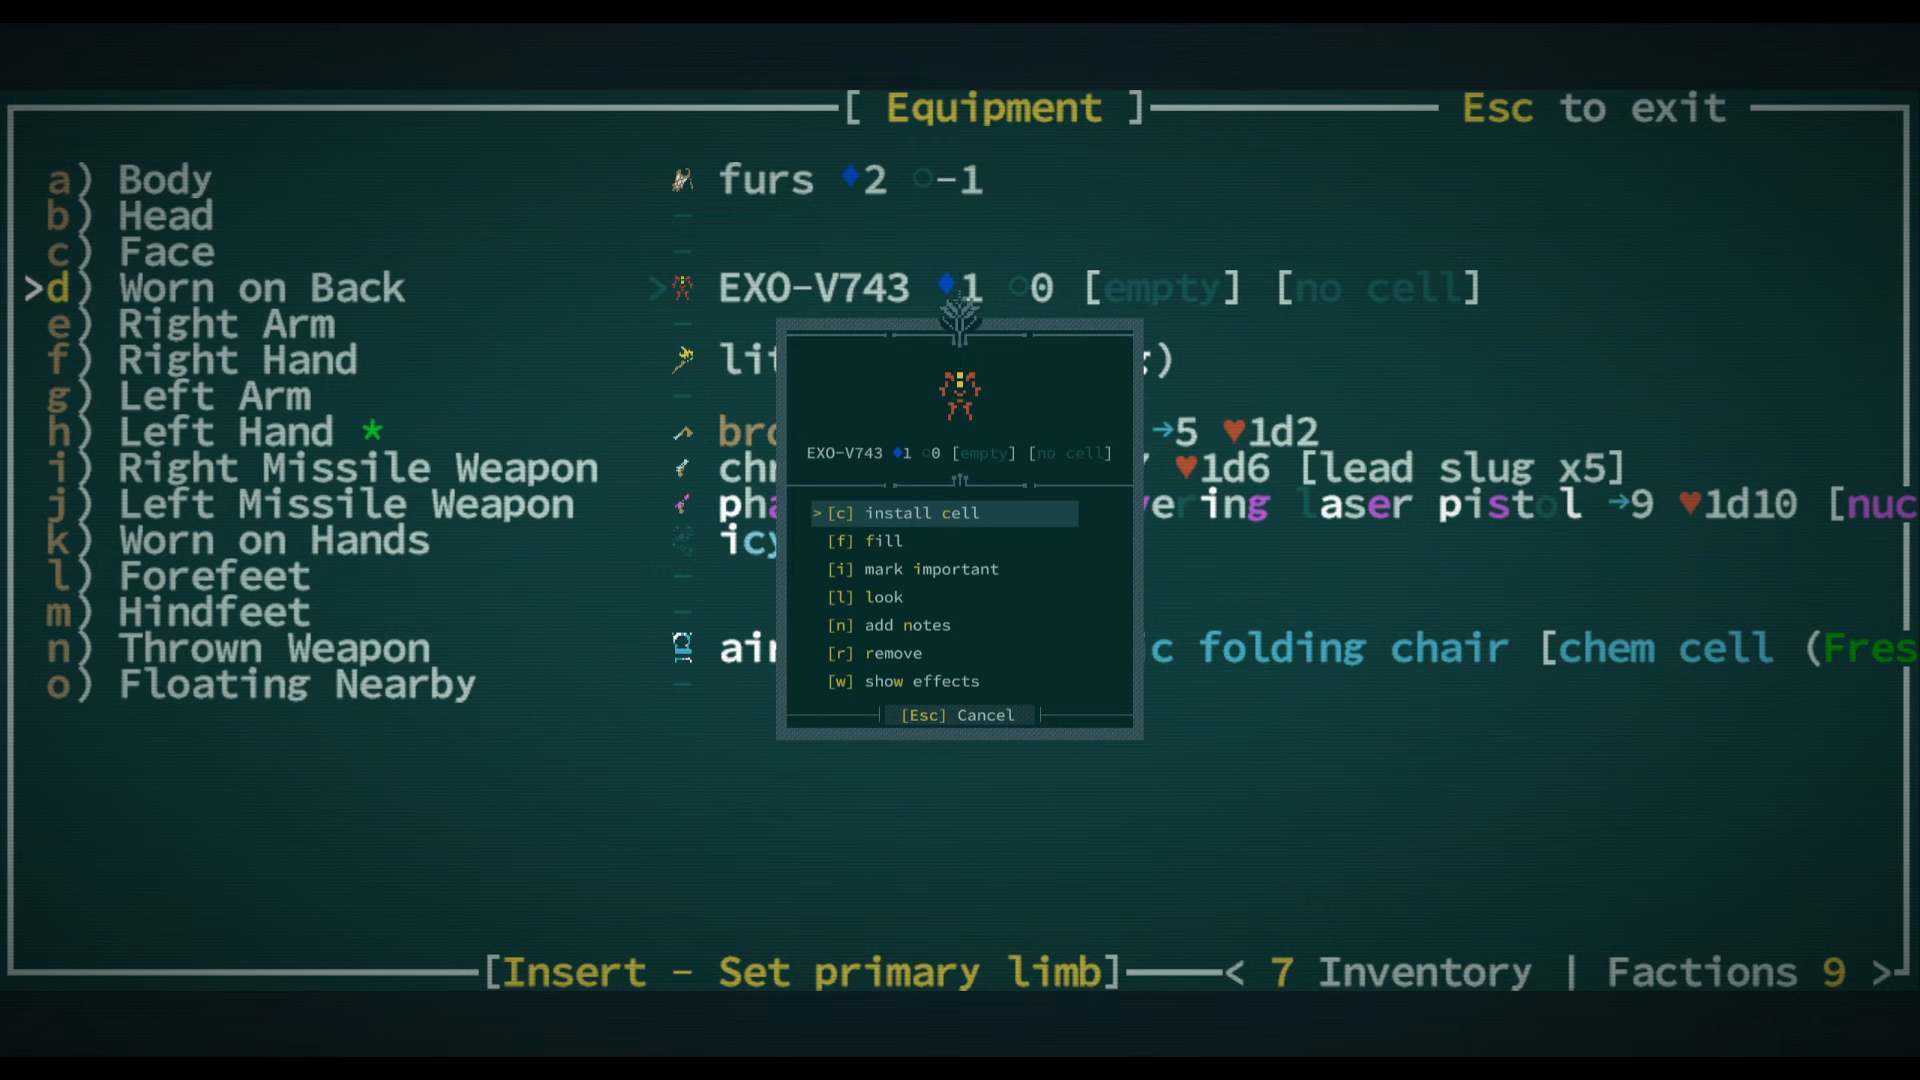 [ Equipment ] Esc to exit
a) Body furs ♦2 ○-1
b) Head -
c) Face -
>d) Worn on Back > EXO-V743 ♦1 ○0 [empty] [no cell]
e) Right Arm -
f) Right Hand )
g) Left Arm -
h) Left Hand * →5 ♥1d2
i) Right Missile Weapon ♥1d6 [lead slug x5]
j) Left Missile Weapon laser pistol →9 ♥1d10 [nuc
k) Worn on Hands icy
l) Forefeet -
m) Hindfeet -
n) Thrown Weapon folding chair [chem cell (Fres
o) Floating Nearby -
EXO-V743 ♦1 ○0 [empty] [no cell]
> [c] install cell
[f] fill
[i] mark important
[l] look
[n] add notes
[r] remove
[w] show effects
[Esc] Cancel
[Insert - Set primary limb] < 7 Inventory | Factions 9 >